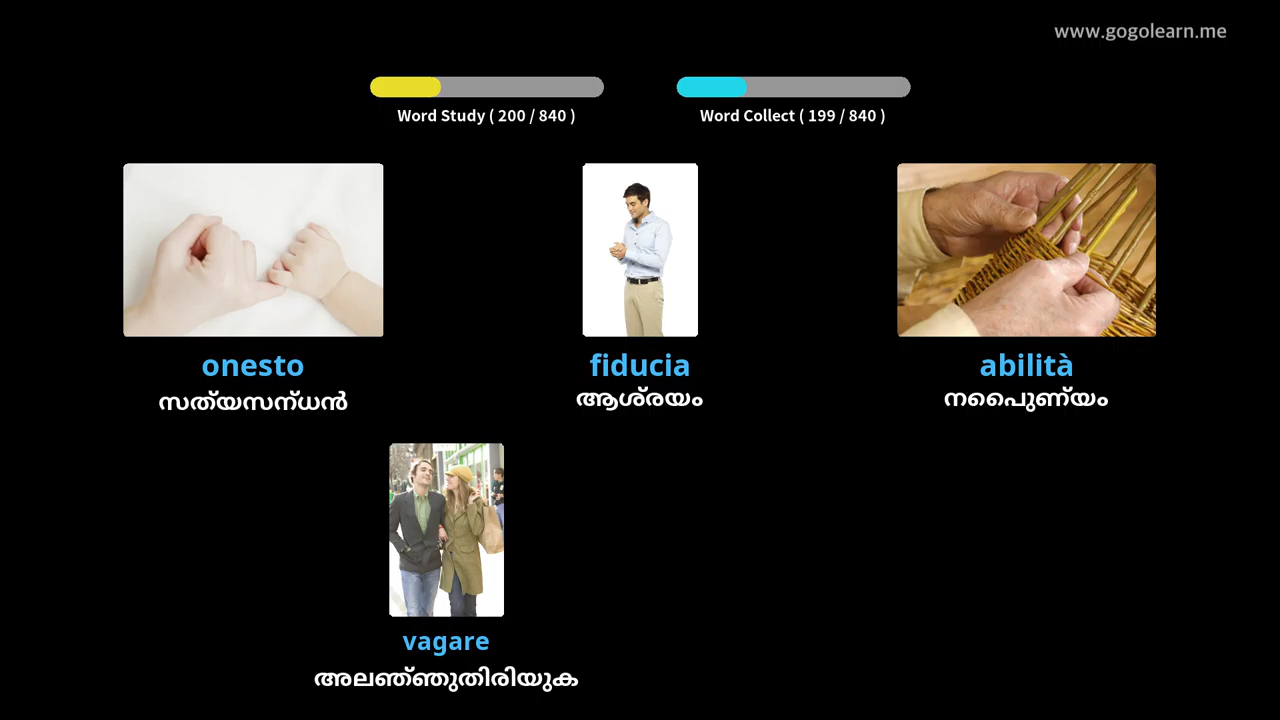 www.gogolearn.me
Word Study ( 200 / 840 )
Word Collect ( 199 / 840 )
onesto
സത്യസന്ധൻ
fiducia
ആശ്രയം
abilità
നൈപുണ്യം
vagare
അലഞ്ഞുതിരിയുക